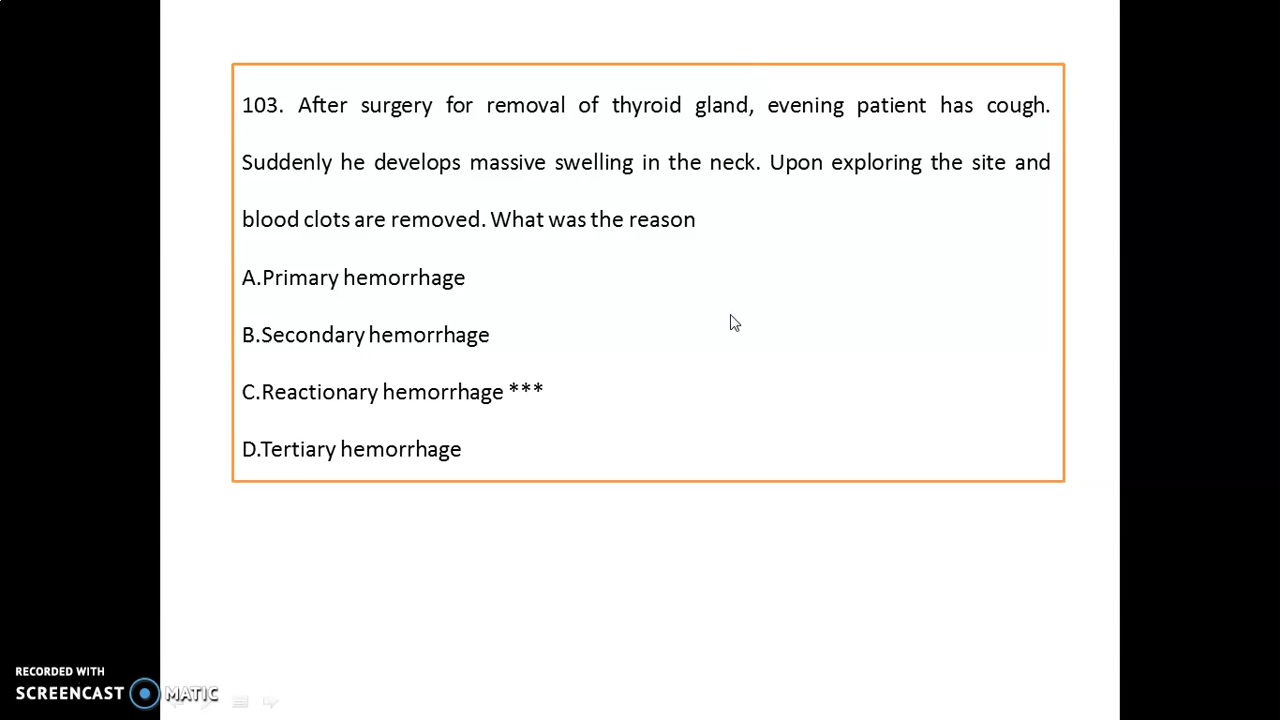 103. After surgery for removal of thyroid gland, evening patient has cough.
Suddenly he develops massive swelling in the neck. Upon exploring the site and
blood clots are removed. What was the reason
A.Primary hemorrhage
B.Secondary hemorrhage
C.Reactionary hemorrhage ***
D.Tertiary hemorrhage
RECORDED WITH
SCREENCAST MATIC